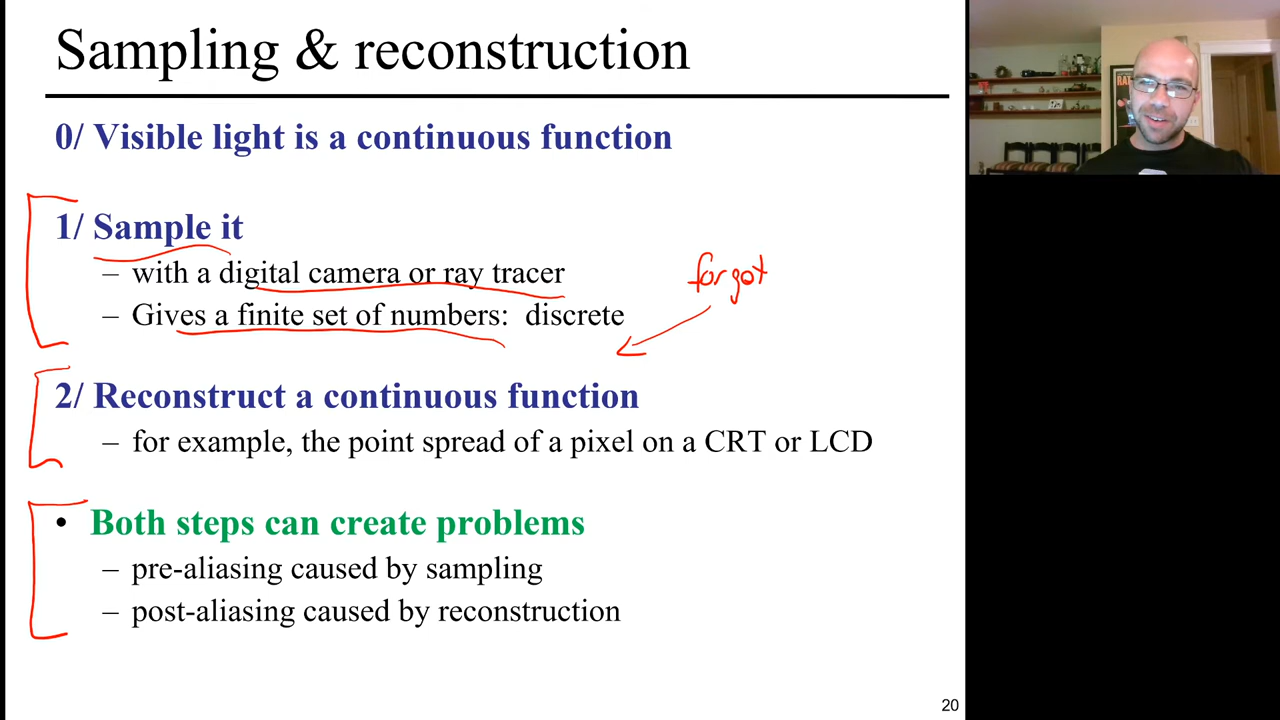 Sampling & reconstruction
0/ Visible light is a continuous function
1/ Sample it
– with a digital camera or ray tracer
– Gives a finite set of numbers: discrete
forgot
2/ Reconstruct a continuous function
– for example, the point spread of a pixel on a CRT or LCD
• Both steps can create problems
– pre-aliasing caused by sampling
– post-aliasing caused by reconstruction
20